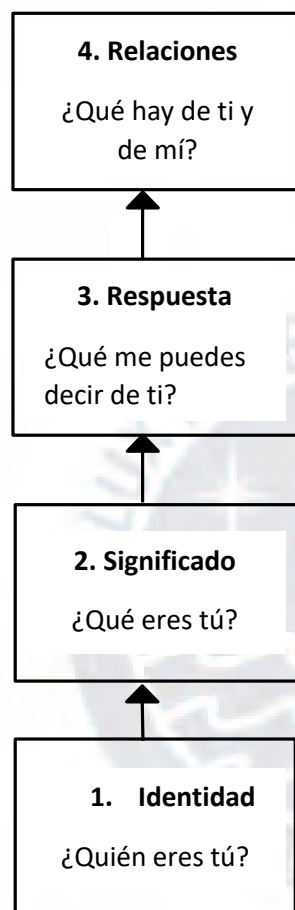 4. Relaciones
¿Qué hay de ti y
de mí?
3. Respuesta
¿Qué me puedes
decir de ti?
2. Significado
¿Qué eres tú?
1. Identidad
¿Quién eres tú?